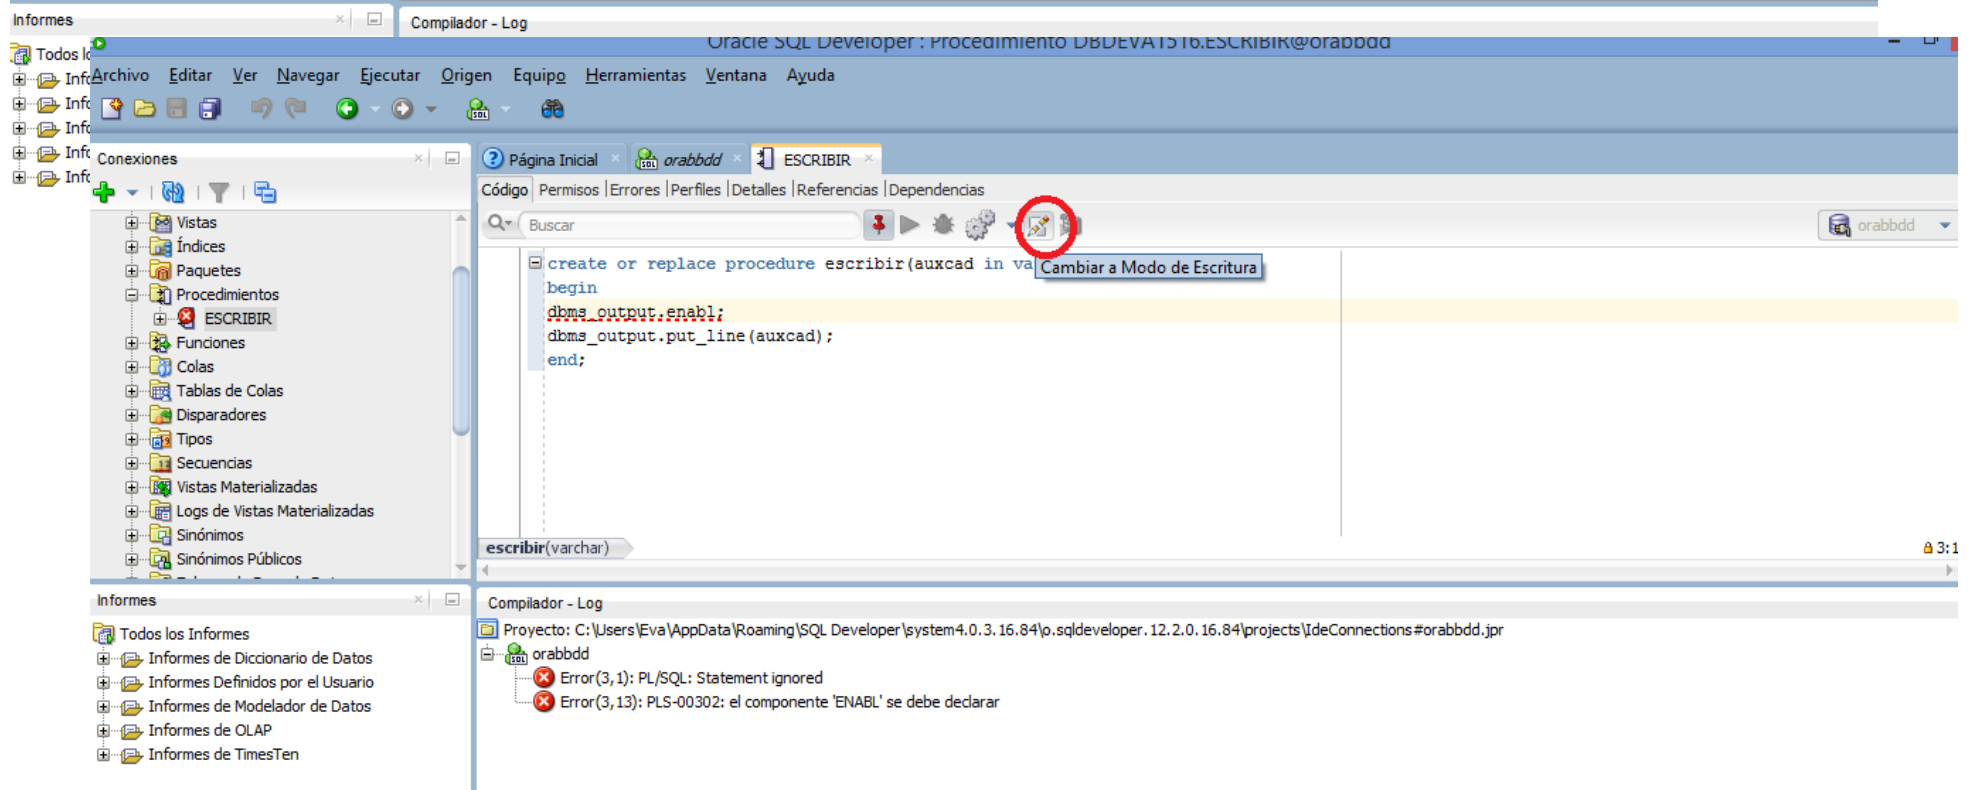 Informes
Compilador - Log
Todos l
Oracle SQL Developer : Procedimiento DBDEVA1516.ESCRIBIR@orabbdd
Inf
Archivo Editar Ver Navegar Ejecutar Origen Equipo Herramientas Ventana Ayuda
Inf
Inf
Inf
Inf
Conexiones
Página Inicial
orabbdd
ESCRIBIR
Código Permisos |Errores |Perfiles |Detalles |Referencias |Dependencias
Buscar
orabbdd
Vistas
Índices
Paquetes
Procedimientos
ESCRIBIR
Funciones
Colas
Tablas de Colas
Disparadores
Tipos
Secuencias
Vistas Materializadas
Logs de Vistas Materializadas
Sinónimos
Sinónimos Públicos
create or replace procedure escribir(auxcad in va
Cambiar a Modo de Escritura
begin
dbms_output.enabl;
dbms_output.put_line(auxcad);
end;
escribir(varchar)
3:1
Informes
Todos los Informes
Informes de Diccionario de Datos
Informes Definidos por el Usuario
Informes de Modelador de Datos
Informes de OLAP
Informes de TimesTen
Compilador - Log
Proyecto: C:\Users\Eva\AppData\Roaming\SQL Developer\system4.0.3.16.84\o.sqldeveloper.12.2.0.16.84\projects\IdeConnections#orabbdd.jpr
orabbdd
Error(3,1): PL/SQL: Statement ignored
Error(3,13): PLS-00302: el componente 'ENABL' se debe declarar